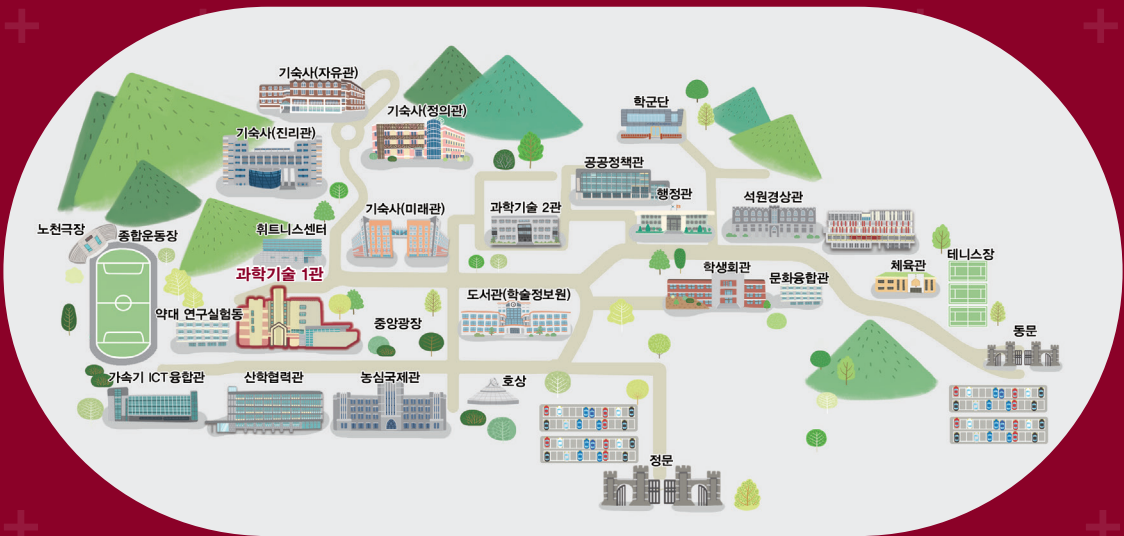 기숙사(자유관)
학군단
기숙사(정의관)
기숙사(진리관)
공공정책관
행정관
석원경상관
기숙사(미래관)
과학기술 2관
노천극장
종합운동장
휘트니스센터
테니스장
체육관
학생회관
문화융합관
과학기술 1관
도서관(학술정보원)
약대 연구실험동
중앙광장
동문
가속기 ICT융합관
산학협력관
농심국제관
호상
정문